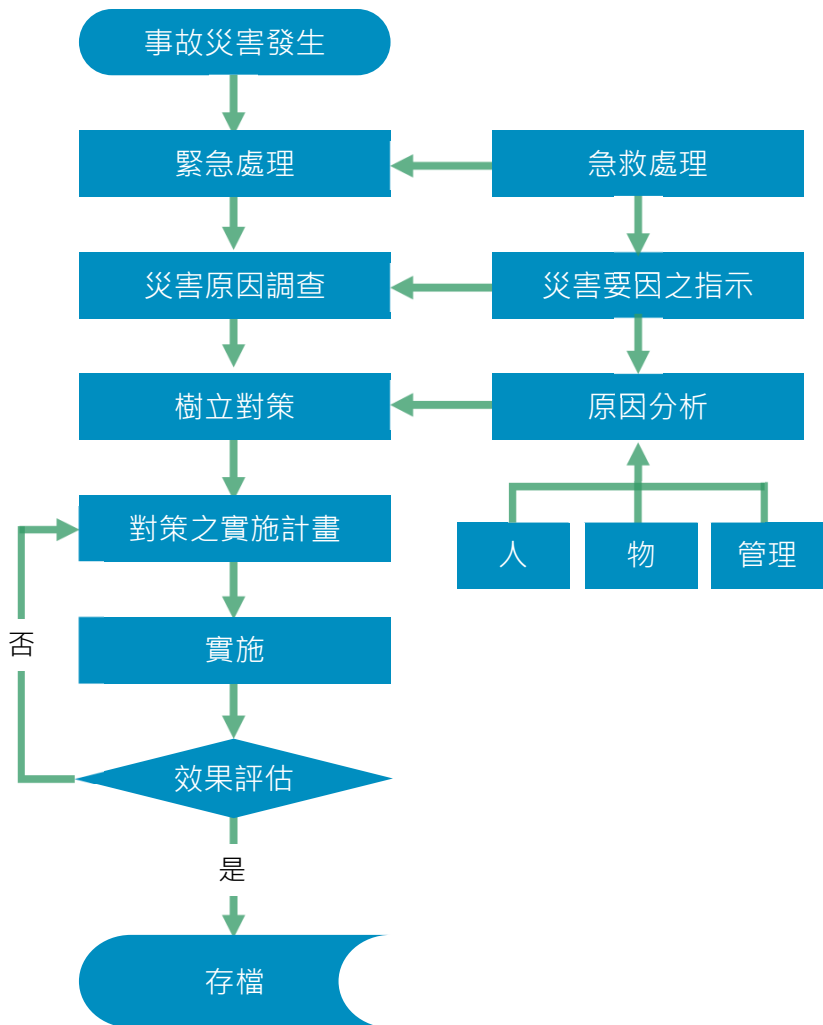 事故災害發生
緊急處理
急救處理
災害原因調查
災害要因之指示
樹立對策
原因分析
對策之實施計畫
人
物
管理
否
實施
效果評估
是
存檔